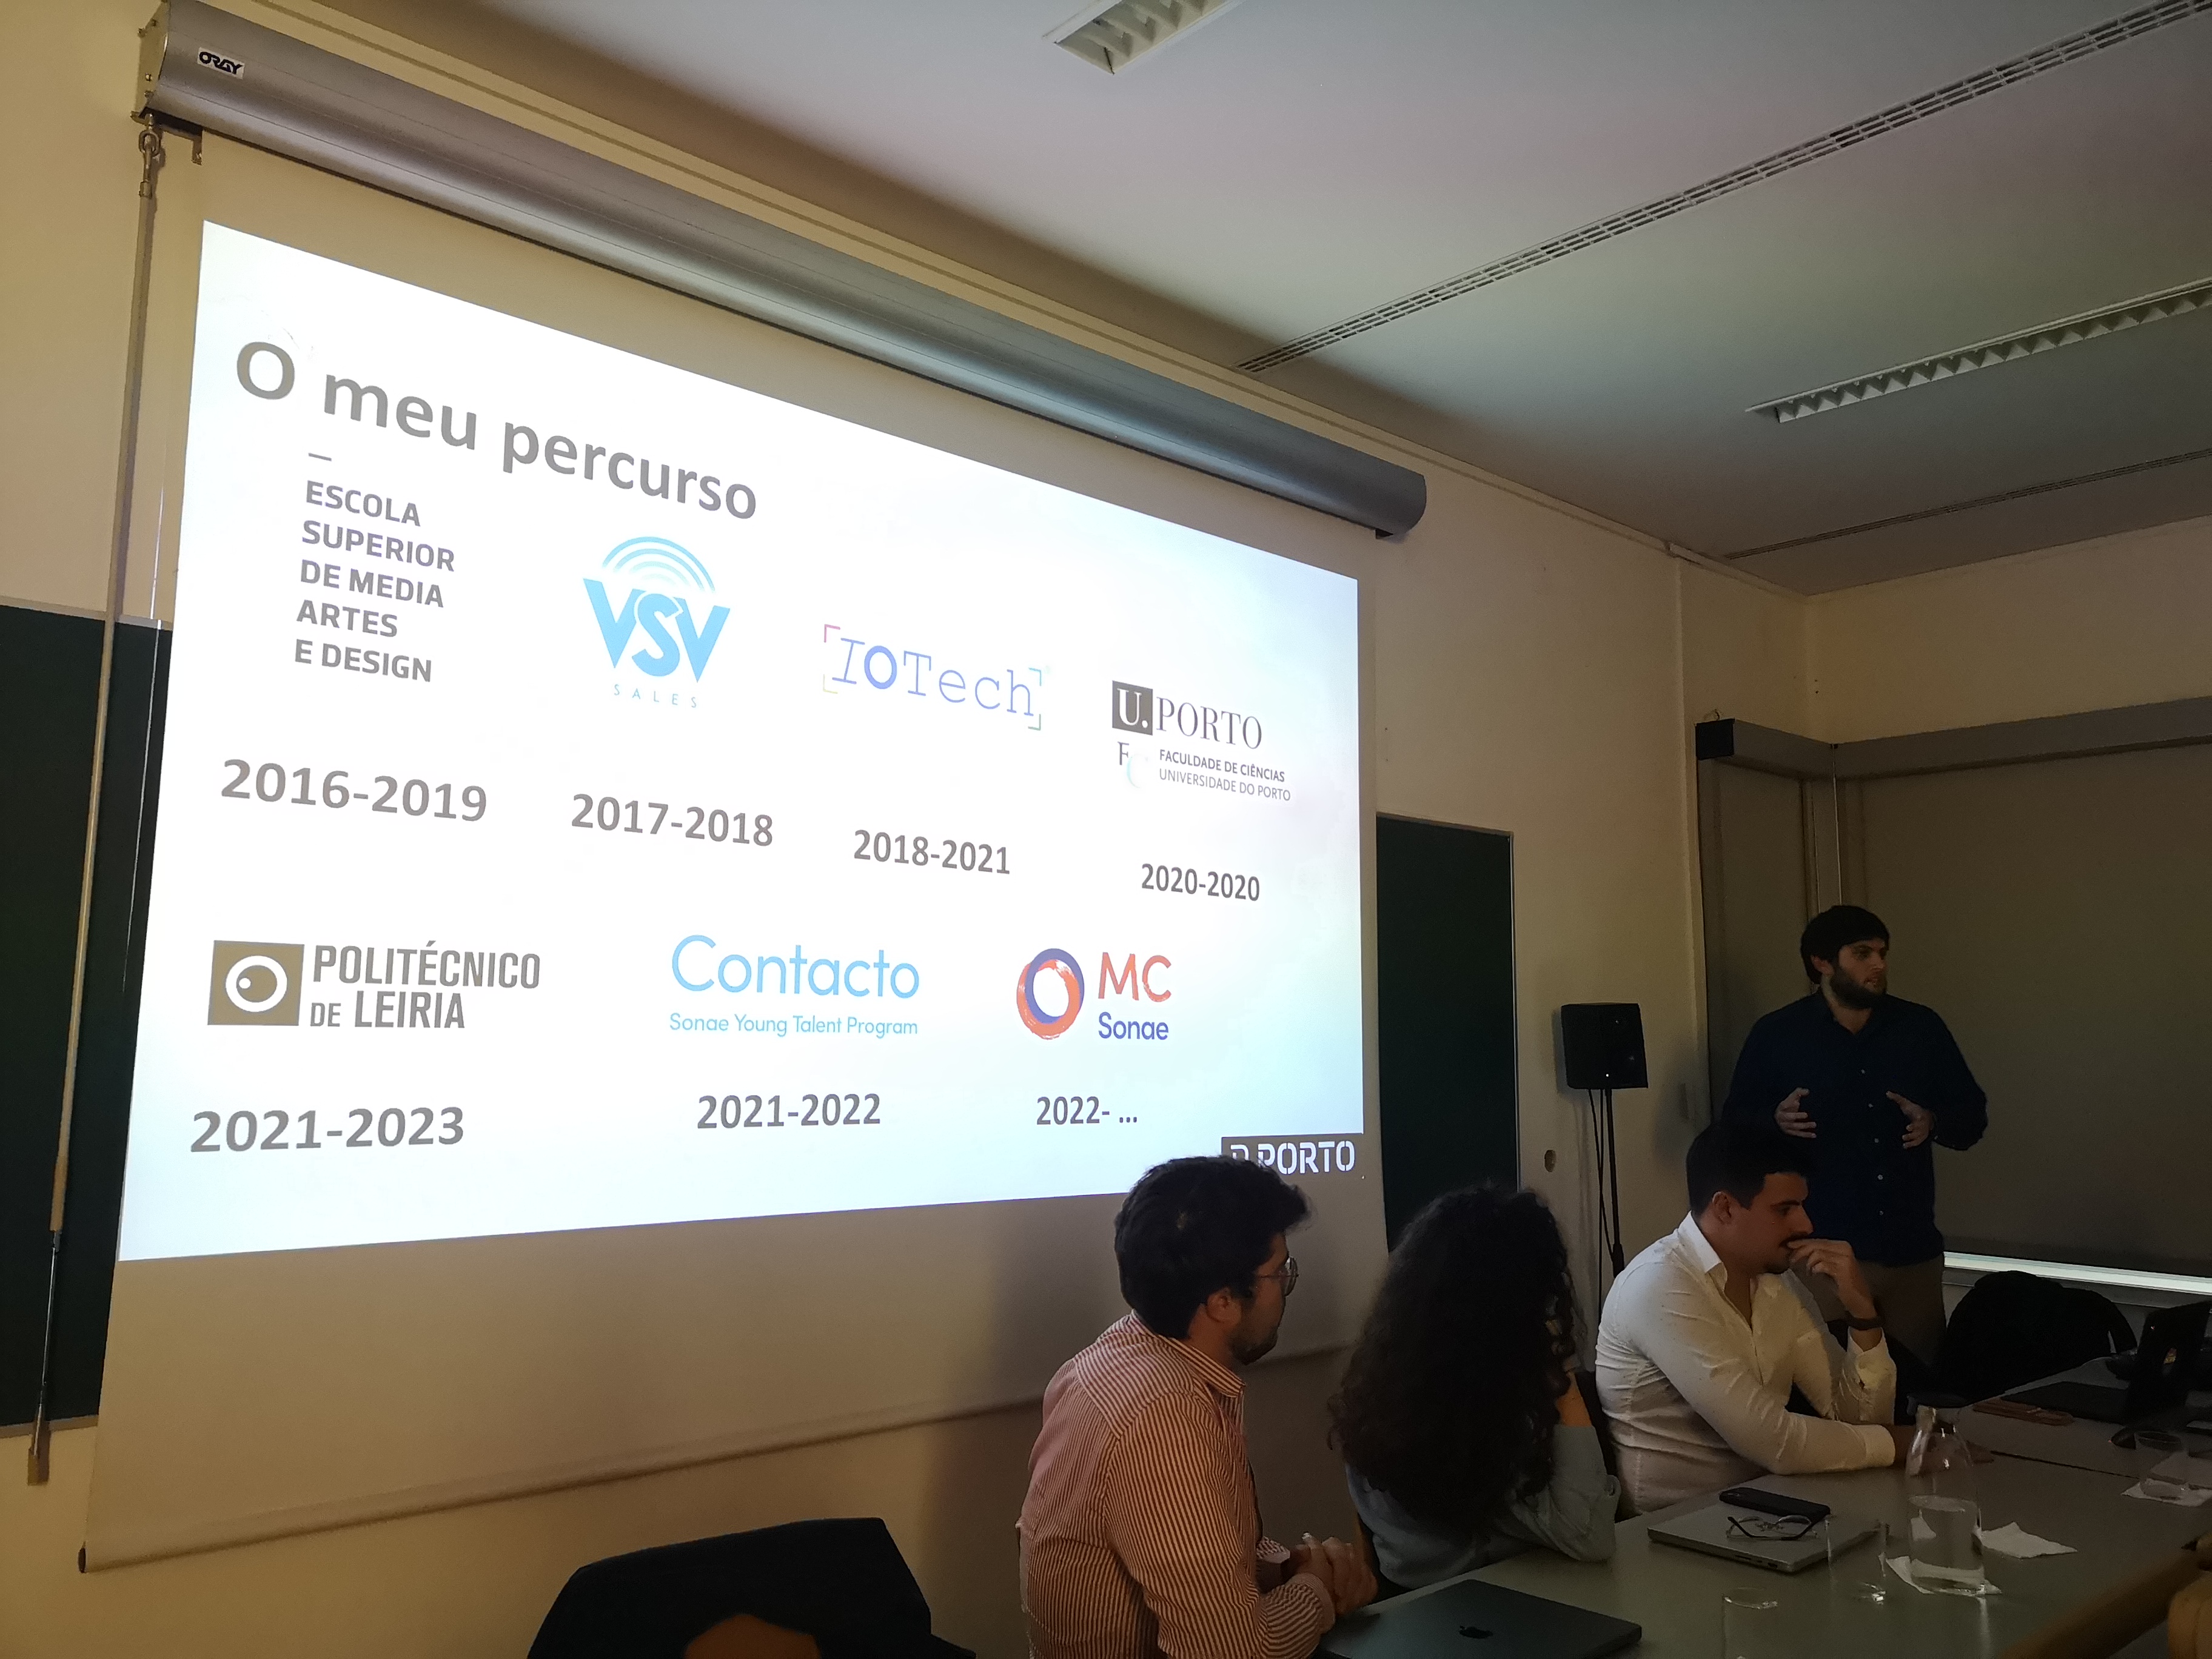 ORAY
O meu percurso
ESCOLA
SUPERIOR
DE MEDIA
ARTES
E DESIGN
VSV
SALES
IOTech
U.PORTO
FC FACULDADE DE CIÊNCIAS
UNIVERSIDADE DO PORTO
2016-2019
2017-2018
2018-2021
2020-2020
POLITÉCNICO
DE LEIRIA
Contacto
Sonae Young Talent Program
MC
Sonae
2021-2023
2021-2022
2022- ...
P.PORTO